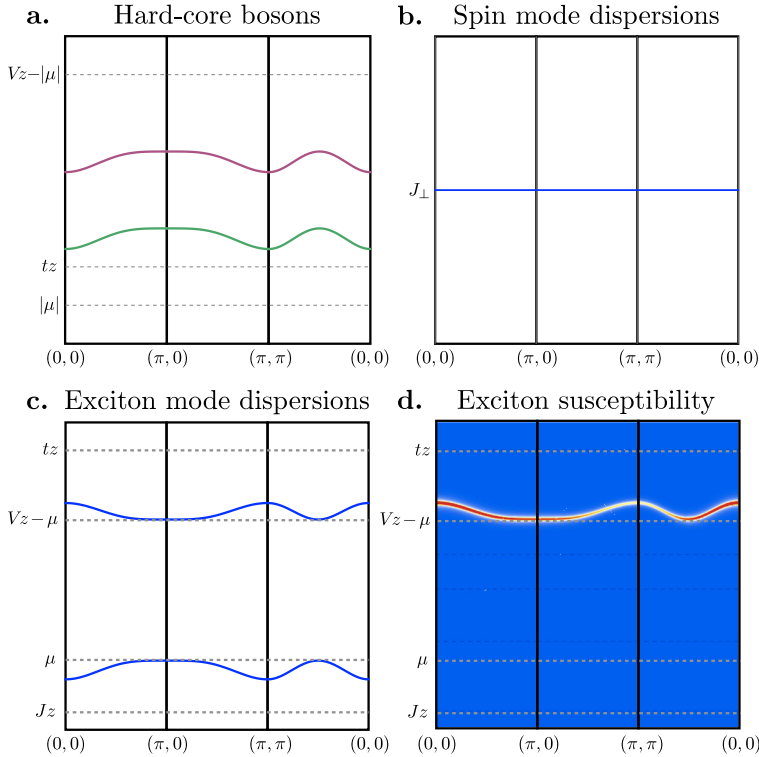 a. Hard-core bosons
Vz−|μ|
tz
|μ|
(0, 0) (π, 0) (π, π) (0, 0)
b. Spin mode dispersions
J⊥
(0, 0) (π, 0) (π, π) (0, 0)
c. Exciton mode dispersions
tz
Vz−μ
μ
Jz
(0, 0) (π, 0) (π, π) (0, 0)
d. Exciton susceptibility
tz
Vz−μ
μ
Jz
(0, 0) (π, 0) (π, π) (0, 0)